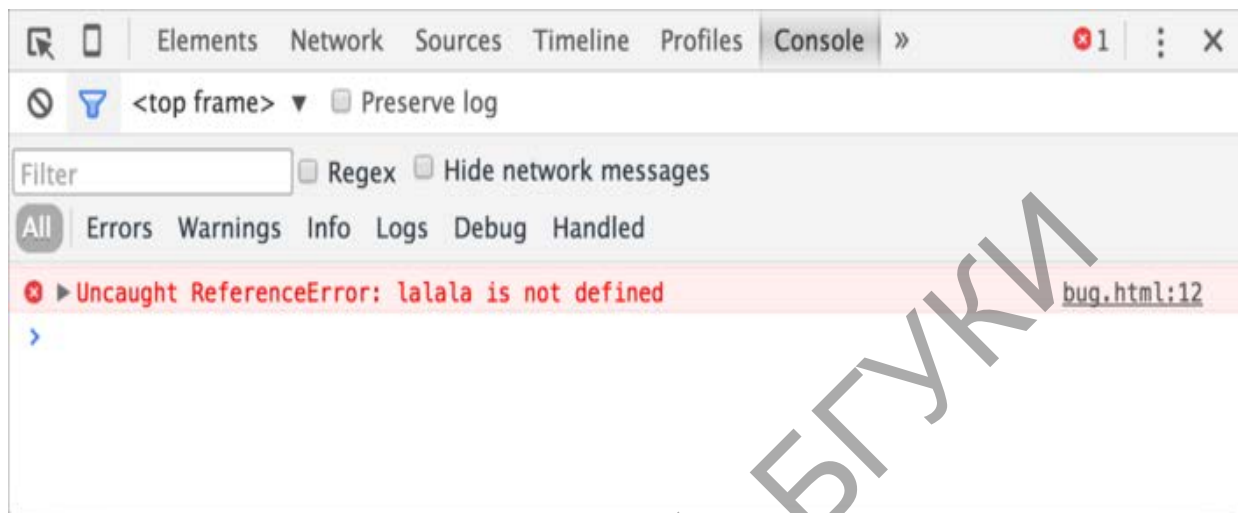 Elements Network Sources Timeline Profiles Console » 1
<top frame> ▼ Preserve log
Filter Regex Hide network messages
All Errors Warnings Info Logs Debug Handled
Uncaught ReferenceError: lalala is not defined bug.html:12
>
БГУКИ